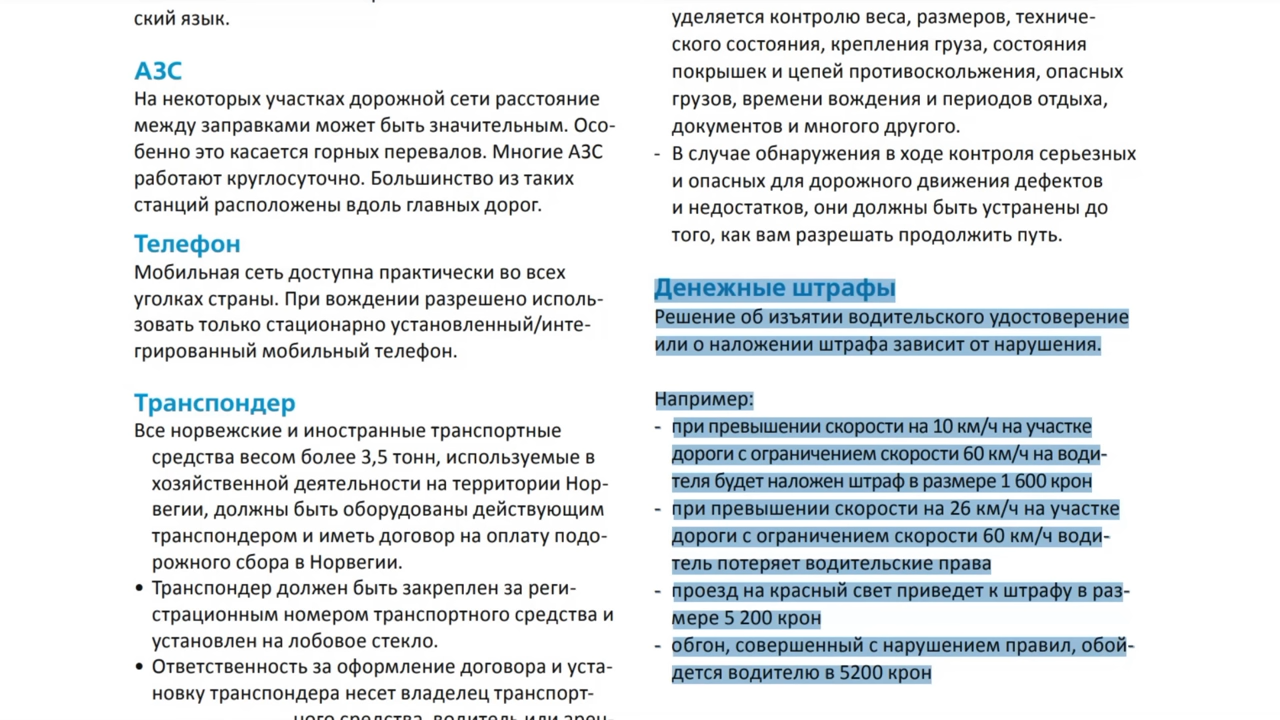 ский язык.
АЗС
На некоторых участках дорожной сети расстояние
между заправками может быть значительным. Осо-
бенно это касается горных перевалов. Многие АЗС
работают круглосуточно. Большинство из таких
станций расположены вдоль главных дорог.
Телефон
Мобильная сеть доступна практически во всех
уголках страны. При вождении разрешено исполь-
зовать только стационарно установленный/инте-
грированный мобильный телефон.
Транспондер
Все норвежские и иностранные транспортные
средства весом более 3,5 тонн, используемые в
хозяйственной деятельности на территории Нор-
вегии, должны быть оборудованы действующим
транспондером и иметь договор на оплату подо-
рожного сбора в Норвегии.
• Транспондер должен быть закреплен за реги-
страционным номером транспортного средства и
установлен на лобовое стекло.
• Ответственность за оформление договора и уста-
новку транспондера несет владелец транспорт-
ного средства, водитель или арен-
уделяется контролю веса, размеров, техниче-
ского состояния, крепления груза, состояния
покрышек и цепей противоскольжения, опасных
грузов, времени вождения и периодов отдыха,
документов и многого другого.
- В случае обнаружения в ходе контроля серьезных
и опасных для дорожного движения дефектов
и недостатков, они должны быть устранены до
того, как вам разрешать продолжить путь.
Денежные штрафы
Решение об изъятии водительского удостоверение
или о наложении штрафа зависит от нарушения.
Например:
- при превышении скорости на 10 км/ч на участке
дороги с ограничением скорости 60 км/ч на води-
теля будет наложен штраф в размере 1 600 крон
- при превышении скорости на 26 км/ч на участке
дороги с ограничением скорости 60 км/ч води-
тель потеряет водительские права
- проезд на красный свет приведет к штрафу в раз-
мере 5 200 крон
- обгон, совершенный с нарушением правил, обой-
дется водителю в 5200 крон